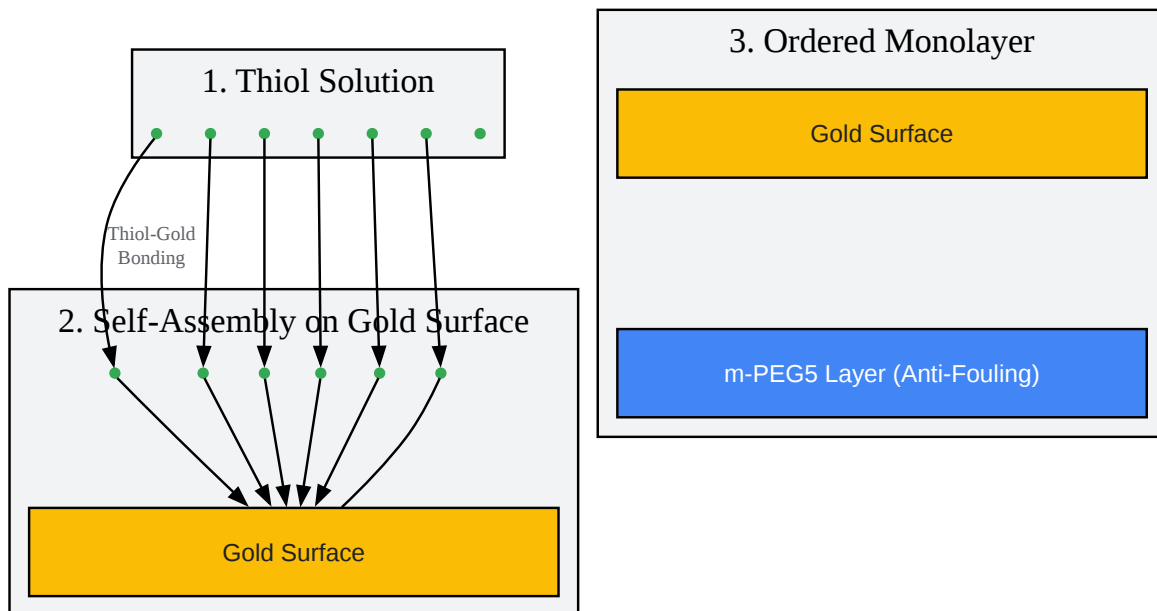 1. Thiol Solution
Thiol-Gold
Bonding
2. Self-Assembly on Gold Surface
Gold Surface
3. Ordered Monolayer
Gold Surface
m-PEG5 Layer (Anti-Fouling)